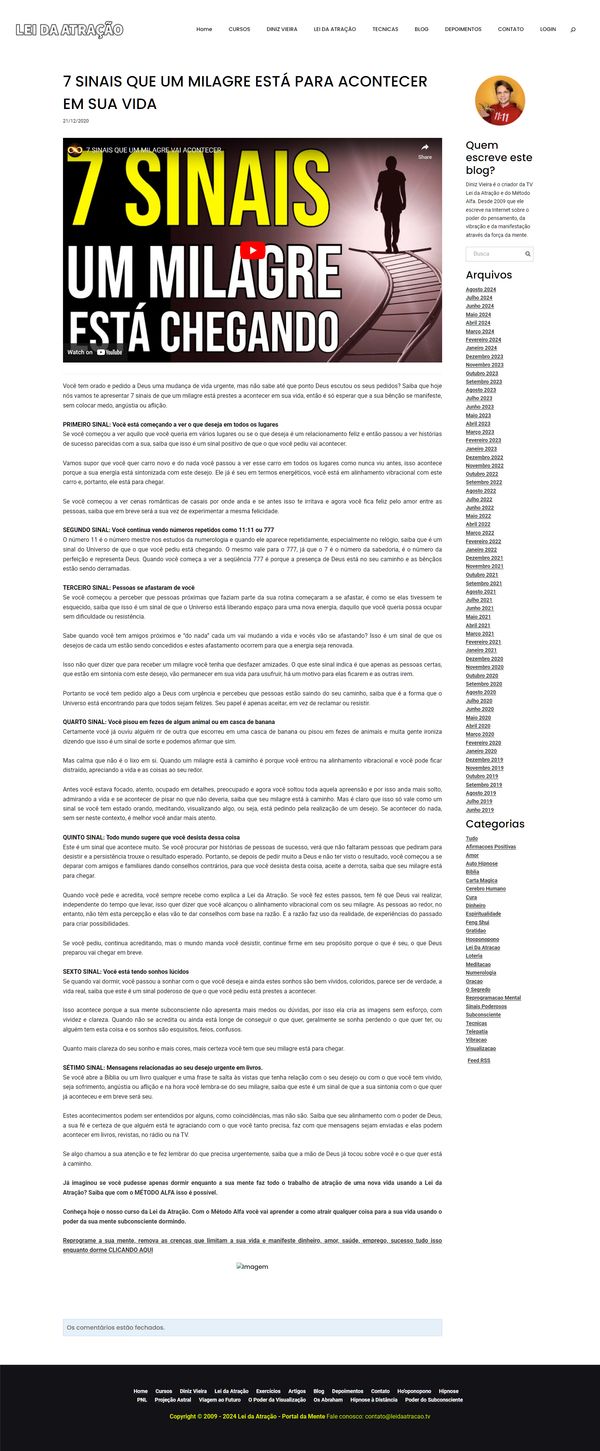 LEI DA ATRAÇÃO
Home CURSOS DINIZ VIEIRA LEI DA ATRAÇÃO TECNICAS BLOG DEPOIMENTOS CONTATO LOGIN
7 SINAIS QUE UM MILAGRE ESTÁ PARA ACONTECER
EM SUA VIDA
21/12/2020
7 SINAIS QUE UM MILAGRE VAI ACONTECER
Share
7 SINAIS
UM MILAGRE
ESTÁ CHEGANDO
Watch on YouTube
Você tem orado e pedido a Deus uma mudança de vida urgente, mas não sabe até que ponto Deus escutou os seus pedidos? Saiba que hoje
nós vamos te apresentar 7 sinais de que um milagre está prestes a acontecer em sua vida, então é só esperar que a sua bênção se manifeste,
sem colocar medo, angústia ou aflição.
PRIMEIRO SINAL: Você está começando a ver o que deseja em todos os lugares
Se você começou a ver aquilo que você queria em vários lugares ou se o que deseja é um relacionamento feliz e então passou a ver histórias
de sucesso parecidas com a sua, saiba que isso é um sinal positivo de que o que você pediu vai acontecer.
Vamos supor que você quer carro novo e do nada você passou a ver esse carro em todos os lugares como nunca viu antes, isso acontece
porque a sua energia está sintonizada com este desejo. Ele já é seu em termos energéticos, você está em alinhamento vibracional com este
carro e, portanto, ele está para chegar.
Se você começou a ver cenas românticas de casais por onde anda e se antes isso te irritava e agora você fica feliz pelo amor entre as
pessoas, saiba que em breve será a sua vez de experimentar a mesma felicidade.
SEGUNDO SINAL: Você continua vendo números repetidos como 11:11 ou 777
O número 11 é o número mestre nos estudos da numerologia e quando ele aparece repetidamente, especialmente no relógio, saiba que é um
sinal do Universo de que o que você pediu está chegando. O mesmo vale para o 777, já que o 7 é o número da sabedoria, é o número da
perfeição e representa Deus. Quando você começa a ver a seqüência 777 é porque a presença de Deus está no seu caminho e as bênçãos
estão sendo derramadas.
TERCEIRO SINAL: Pessoas se afastaram de você
Se você começou a perceber que pessoas próximas que faziam parte da sua rotina começaram a se afastar, é como se elas tivessem te
esquecido, saiba que isso é um sinal de que o Universo está liberando espaço para uma nova energia, daquilo que você queria possa ocupar
sem dificuldade ou resistência.
Sabe quando você tem amigos próximos e "do nada" cada um vai mudando a vida e vocês vão se afastando? Isso é um sinal de que os
desejos de cada um estão sendo concedidos e estes afastamento ocorrem para que a energia seja renovada.
Isso não quer dizer que para receber um milagre você tenha que desfazer amizades. O que este sinal indica é que apenas as pessoas certas,
que estão em sintonia com este desejo, vão permanecer em sua vida para usufruir, há um motivo para elas ficarem e as outras irem.
Portanto se você tem pedido algo a Deus com urgência e percebeu que pessoas estão saindo do seu caminho, saiba que é a forma que o
Universo está encontrando para que todos sejam felizes. Seu papel é apenas aceitar, em vez de reclamar ou resistir.
QUARTO SINAL: Você pisou em fezes de algum animal ou em casca de banana
Certamente você já ouviu alguém rir de outra que escorreu em uma casca de banana ou pisou em fezes de animais e muita gente ironiza
dizendo que isso é um sinal de sorte e podemos afirmar que sim.
Mas calma que não é o lixo em si. Quando um milagre está à caminho é porque você entrou na alinhamento vibracional e você pode ficar
distraído, apreciando a vida e as coisas ao seu redor.
Antes você estava focado, atento, ocupado em detalhes, preocupado e agora você soltou toda aquela apreensão e por isso anda mais solto,
admirando a vida e se acontecer de pisar no que não deveria, saiba que seu milagre está à caminho. Mas é claro que isso só vale como um
sinal se você tem estado orando, meditando, visualizando algo, ou seja, está pedindo pela realização de um desejo. Se acontecer do nada,
sem ser neste contexto, é melhor você andar mais atento.
QUINTO SINAL: Todo mundo sugere que você desista dessa coisa
Este é um sinal que acontece muito. Se você procurar por histórias de pessoas de sucesso, verá que não faltaram pessoas que pediram para
desistir e a persistência trouxe o resultado esperado. Portanto, se depois de pedir muito a Deus e não ter visto o resultado, você começou a se
deparar com amigos e familiares dando conselhos contrários, para que você desista desta coisa, aceite a derrota, saiba que seu milagre está
para chegar.
Quando você pede e acredita, você sempre recebe como explica a Lei da Atração. Se você fez estes passos, tem fé que Deus vai realizar,
independente do tempo que levar, isso quer dizer que você alcançou o alinhamento vibracional com os seu milagre. As pessoas ao redor, no
entanto, não têm esta percepção e elas vão te dar conselhos com base na razão. E a razão faz uso da realidade, de experiências do passado
para criar possibilidades.
Se você pediu, continua acreditando, mas o mundo manda você desistir, continue firme em seu propósito porque o que é seu, o que Deus
preparou vai chegar em breve.
SEXTO SINAL: Você está tendo sonhos lúcidos
Se quando vai dormir, você passou a sonhar com o que você deseja e ainda estes sonhos são bem vívidos, coloridos, parece ser de verdade, a
vida real, saiba que este é um sinal poderoso de que o que você pediu está prestes a acontecer.
Isso acontece porque a sua mente subconsciente não apresenta mais medos ou dúvidas, por isso ela cria as imagens sem esforço, com
vividez e clareza. Quando não se acredita ou ainda está longe de conseguir o que quer, geralmente se sonha perdendo o que quer ter, ou
alguém tem esta coisa e os sonhos são esquisitos, feios, confusos.
Quanto mais clareza do seu sonho e mais cores, mais certeza você tem que seu milagre está para chegar.
SÉTIMO SINAL: Mensagens relacionadas ao seu desejo urgente em livros.
Se você abre a Bíblia ou um livro qualquer e uma frase te salta às vistas que tenha relação com o seu desejo ou com o que você tem vivido,
seja sofrimento, angústia ou aflição e na hora você lembra-se do seu milagre, saiba que este é um sinal de que a sua sintonia com o que quer
já aconteceu e em breve será seu.
Estes acontecimentos podem ser entendidos por alguns, como coincidências, mas não são. Saiba que seu alinhamento com o poder de Deus,
a sua fé e certeza de que alguém está te agraciando com o que você tanto precisa, faz com que mensagens sejam enviadas e elas podem
acontecer em livros, revistas, no rádio ou na TV.
Se algo chamou a sua atenção e te fez lembrar do que precisa urgentemente, saiba que a mão de Deus já tocou sobre você e o que quer está
à caminho.
Já imaginou se você pudesse apenas dormir enquanto a sua mente faz todo o trabalho de atração de uma nova vida usando a Lei da
Atração? Saiba que com o MÉTODO ALFA isso é possível.
Conheça hoje o nosso curso da Lei da Atração. Com o Método Alfa você vai aprender a como atrair qualquer coisa para a sua vida usando o
poder da sua mente subconsciente dormindo.
Reprograme a sua mente, remova as crenças que limitam a sua vida e manifeste dinheiro, amor, saúde, emprego, sucesso tudo isso
enquanto dorme CLICANDO AQUI
Imagem
Os comentários estão fechados.
11:11
Quem
escreve este
blog?
Diniz Vieira é o criador da TV
Lei da Atração e do Método
Alfa. Desde 2009 que ele
escreve na Internet sobre o
poder do pensamento, da
vibração e da manifestação
através da força da mente.
Busca
Arquivos
Agosto 2024
Julho 2024
Junho 2024
Maio 2024
Abril 2024
Março 2024
Fevereiro 2024
Janeiro 2024
Dezembro 2023
Novembro 2023
Outubro 2023
Setembro 2023
Agosto 2023
Julho 2023
Junho 2023
Maio 2023
Abril 2023
Março 2023
Fevereiro 2023
Janeiro 2023
Dezembro 2022
Novembro 2022
Outubro 2022
Setembro 2022
Agosto 2022
Julho 2022
Junho 2022
Maio 2022
Abril 2022
Março 2022
Fevereiro 2022
Janeiro 2022
Dezembro 2021
Novembro 2021
Outubro 2021
Setembro 2021
Agosto 2021
Julho 2021
Junho 2021
Maio 2021
Abril 2021
Março 2021
Fevereiro 2021
Janeiro 2021
Dezembro 2020
Novembro 2020
Outubro 2020
Setembro 2020
Agosto 2020
Julho 2020
Junho 2020
Maio 2020
Abril 2020
Março 2020
Fevereiro 2020
Janeiro 2020
Dezembro 2019
Novembro 2019
Outubro 2019
Setembro 2019
Agosto 2019
Julho 2019
Junho 2019
Categorias
Tudo
Afirmacoes Positivas
Amor
Auto Hipnose
Biblia
Carta Magica
Cerebro Humano
Cura
Dinheiro
Espiritualidade
Feng Shui
Gratidao
Hooponopono
Lei Da Atracao
Loteria
Meditacao
Numerologia
Oracao
O Segredo
Reprogramacao Mental
Sinais Poderosos
Subconsciente
Tecnicas
Telepatia
Vibracao
Visualizacao
Feed RSS
Home Cursos Diniz Vieira Lei da Atração Exercícios Artigos Blog Depoimentos Contato Ho'oponopono Hipnose
PNL Projeção Astral Viagem ao Futuro O Poder da Visualização Os Abraham Hipnose à Distância Poder do Subconsciente
Copyright © 2009 - 2024 Lei da Atração - Portal da Mente Fale conosco: contato@leidaatracao.tv